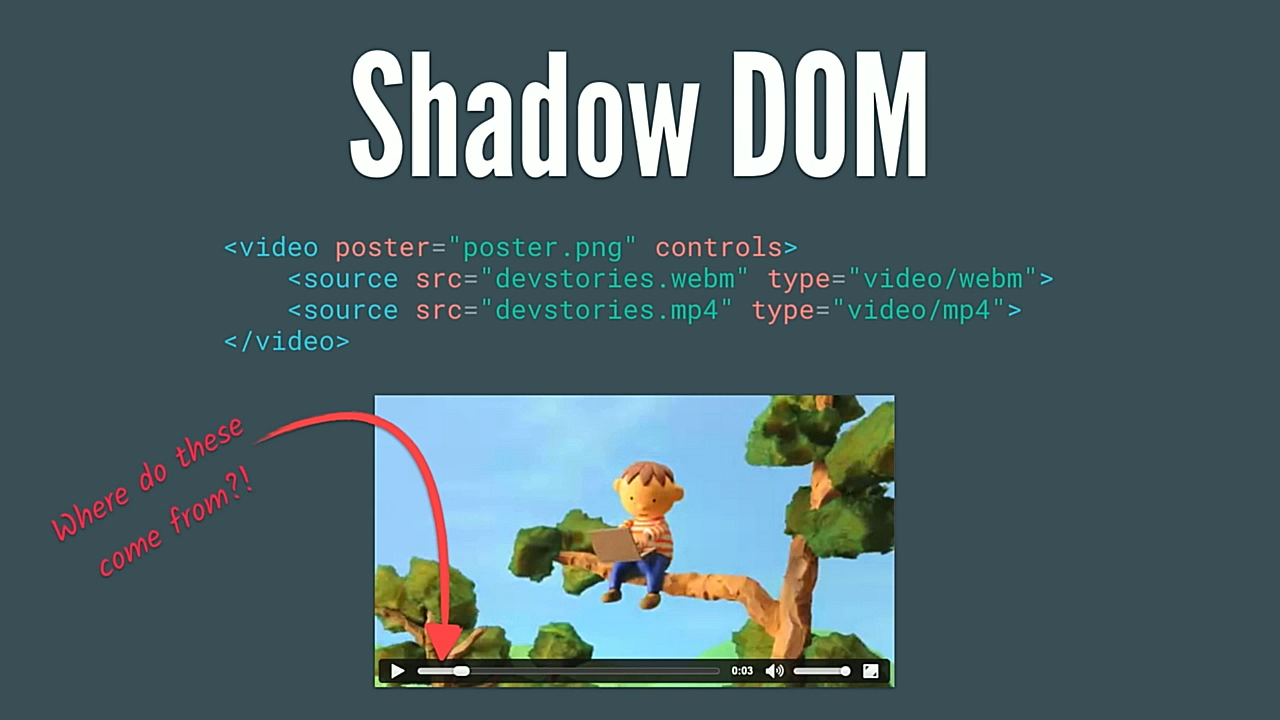 Shadow DOM
<video poster="poster.png" controls>
    <source src="devstories.webm" type="video/webm">
    <source src="devstories.mp4" type="video/mp4">
</video>
Where do these
come from?!
0:03